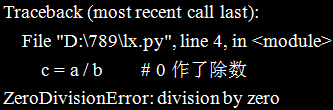 Traceback (most recent call last):
File "D:\789\lx.py", line 4, in <module>
c = a / b # 0 作了除数
ZeroDivisionError: division by zero